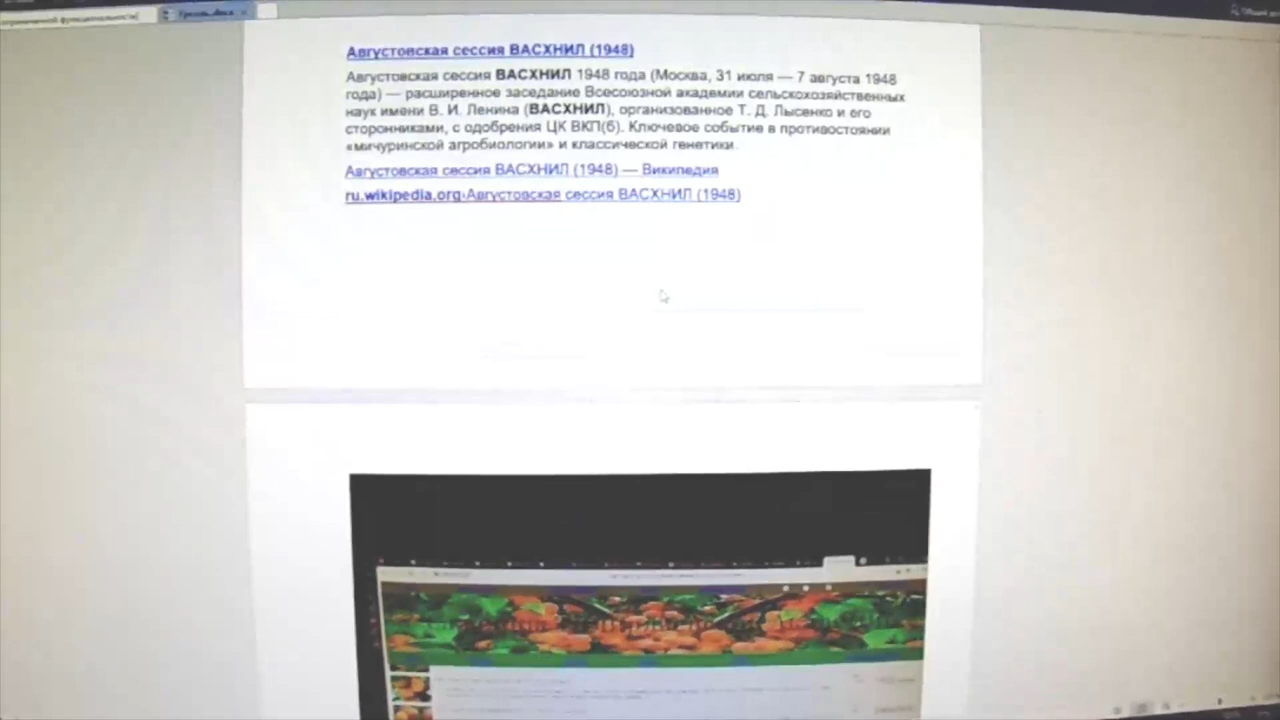 ограниченной функциональности]
Августовская сессия ВАСХНИЛ (1948)
Августовская сессия ВАСХНИЛ 1948 года (Москва, 31 июля — 7 августа 1948
года) — расширенное заседание Всесоюзной академии сельскохозяйственных
наук имени В. И. Ленина (ВАСХНИЛ), организованное Т. Д. Лысенко и его
сторонниками, с одобрения ЦК ВКП(б). Ключевое событие в противостоянии
«мичуринской агробиологии» и классической генетики.
Августовская сессия ВАСХНИЛ (1948) — Википедия
ru.wikipedia.org›Августовская сессия ВАСХНИЛ (1948)